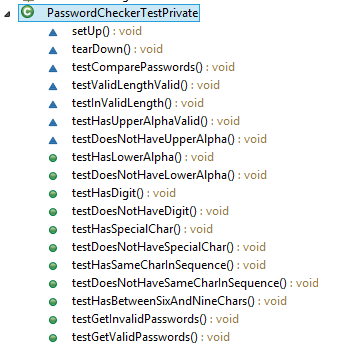 PasswordCheckerTestPrivate
setUp() : void
tearDown() : void
testComparePasswords() : void
testValidLengthValid() : void
testInValidLength() : void
testHasUpperAlphaValid() : void
testDoesNotHaveUpperAlpha() : void
testHasLowerAlpha() : void
testDoesNotHaveLowerAlpha() : void
testHasDigit() : void
testDoesNotHaveDigit() : void
testHasSpecialChar() : void
testDoesNotHaveSpecialChar() : void
testHasSameCharInSequence() : void
testDoesNotHaveSameCharInSequence() : void
testHasBetweenSixAndNineChars() : void
testGetInvalidPasswords() : void
testGetValidPasswords() : void